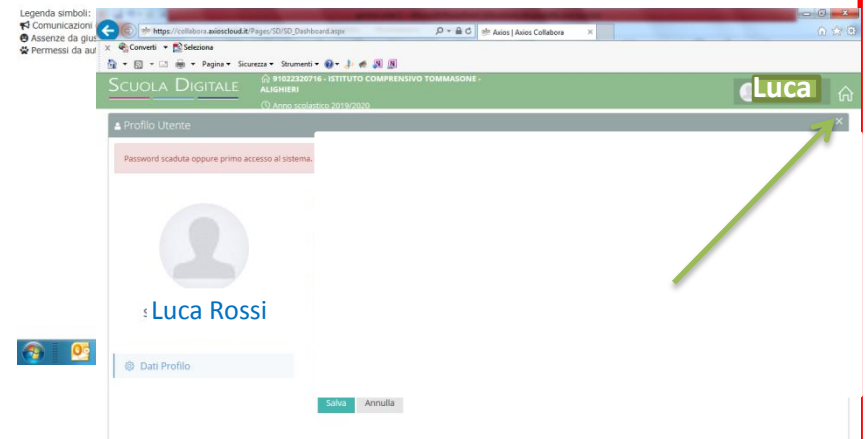 Legenda simboli:
Comunicazioni
Assenze da gius
Permessi da aut
https://collabora.axioscloud.it/Pages/SD/SD_Dashboard.aspx
Axios | Axios Collabora
x Converti Seleziona
Pagina Sicurezza Strumenti
SCUOLA DIGITALE
91022320716 - ISTITUTO COMPRENSIVO TOMMASONE -
ALIGHIERI
Anno scolastico 2019/2020
Luca
Profilo Utente
Password scaduta oppure primo accesso al sistema.
Luca Rossi
Dati Profilo
Salva Annulla